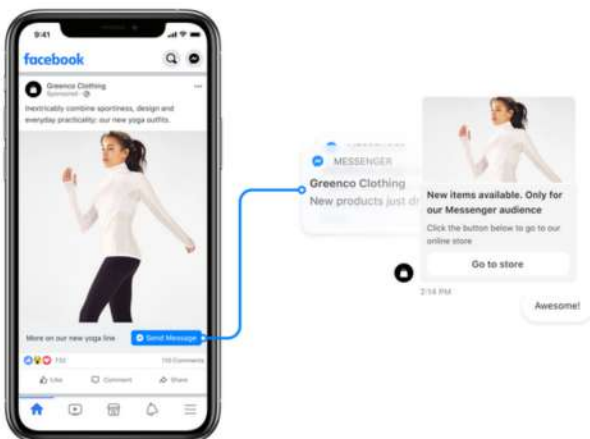 9:41
facebook
Greenco Clothing
Sponsored
Inextricably combine sportiness, design and
everyday practicality: our new yoga outfits.
More on our new yoga line
Send Message
732
Comments
Like
Comment
Share
MESSENGER
Greenco Clothing
New products just
New items available. Only for
our Messenger audience
Click the button below to go to our
online store
Go to store
2:14 PM
Awesome!